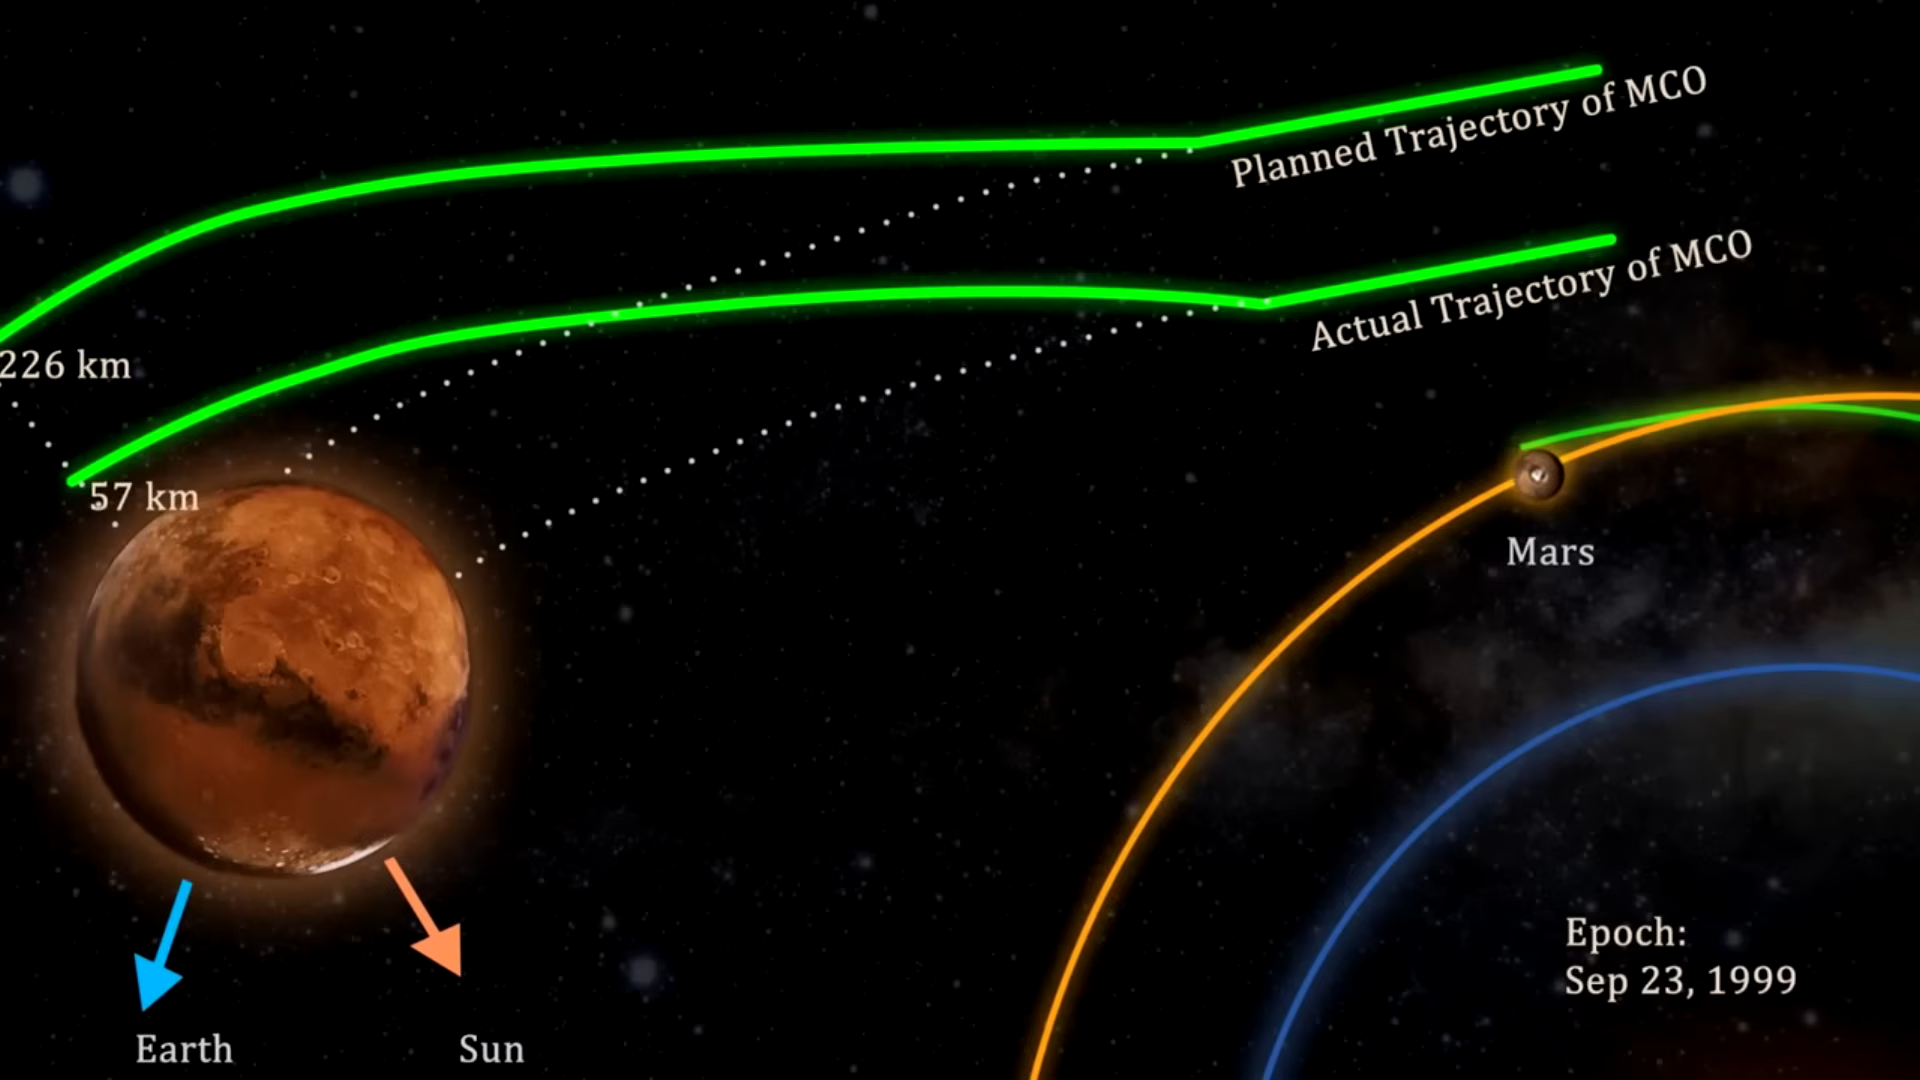 Planned Trajectory of MCO
Actual Trajectory of MCO
226 km
57 km
Mars
Epoch:
Sep 23, 1999
Earth
Sun